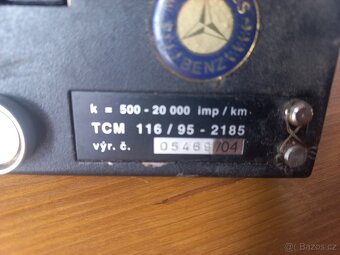 BENZ
k = 500 - 20 000 imp / km
TCM 116 / 95 - 2185
výr. č. 05469/04
Bazoš.cz